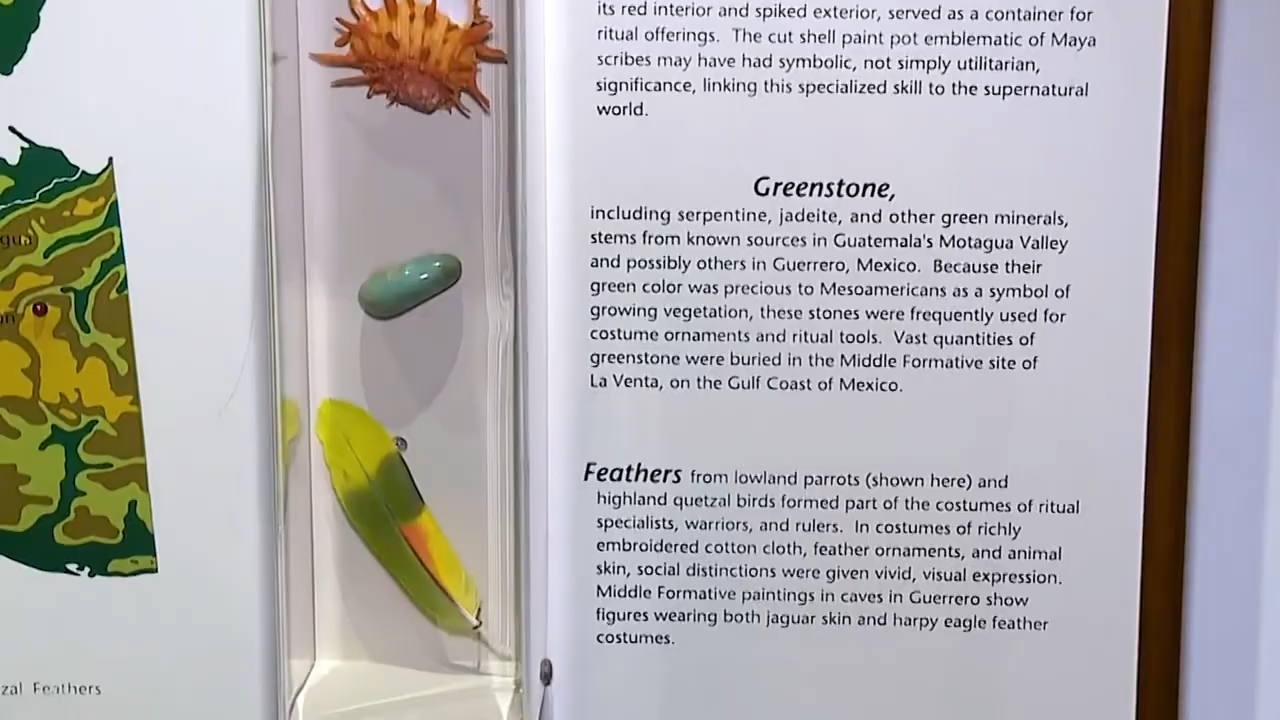 its red interior and spiked exterior, served as a container for
ritual offerings. The cut shell paint pot emblematic of Maya
scribes may have had symbolic, not simply utilitarian,
significance, linking this specialized skill to the supernatural
world.
Greenstone,
including serpentine, jadeite, and other green minerals,
stems from known sources in Guatemala's Motagua Valley
and possibly others in Guerrero, Mexico. Because their
green color was precious to Mesoamericans as a symbol of
growing vegetation, these stones were frequently used for
costume ornaments and ritual tools. Vast quantities of
greenstone were buried in the Middle Formative site of
La Venta, on the Gulf Coast of Mexico.
Feathers from lowland parrots (shown here) and
highland quetzal birds formed part of the costumes of ritual
specialists, warriors, and rulers. In costumes of richly
embroidered cotton cloth, feather ornaments, and animal
skin, social distinctions were given vivid, visual expression.
Middle Formative paintings in caves in Guerrero show
figures wearing both jaguar skin and harpy eagle feather
costumes.
zal Feathers